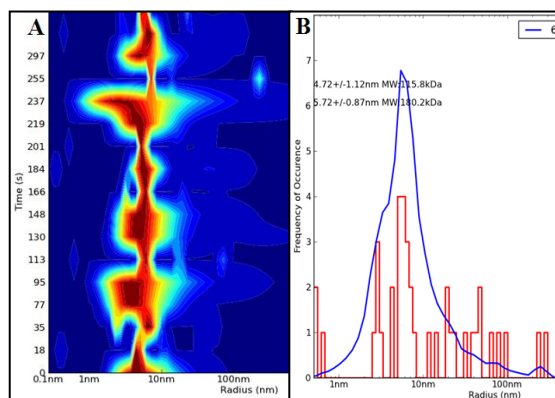 A
297
255
237
219
201
184
166
148
130
113
95
77
35
18
0
Time (s)
0.1nm
1nm
10nm
100nm
Radius (nm)
B
6
7
6
5
4
3
2
1
0
Frequency of Occurence
4.72+/-1.12nm MW:115.8kDa
5.72+/-0.87nm MW:180.2kDa
1nm
10nm
100nm
Radius (nm)